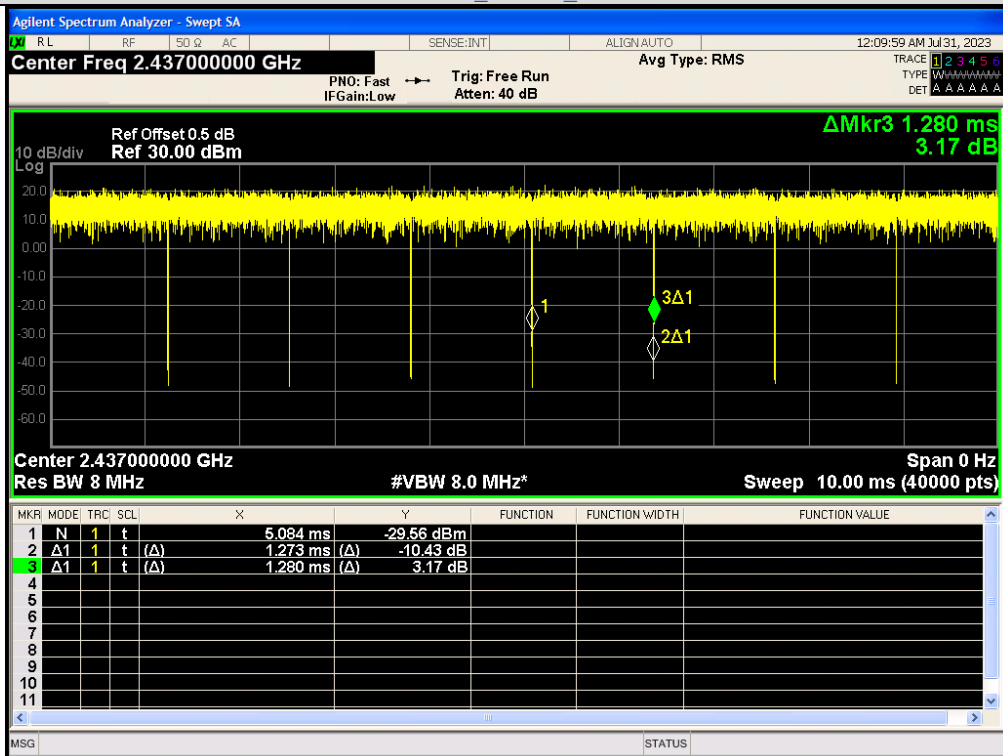 Agilent Spectrum Analyzer - Swept SA
LXI RL RF 50 Ω AC SENSE:INT ALIGN AUTO 12:09:59 AM Jul 31, 2023
Center Freq 2.437000000 GHz Avg Type: RMS TRACE 1 2 3 4 5 6
PNO: Fast Trig: Free Run TYPE W
IFGain:Low Atten: 40 dB DET A A A A A A
ΔMkr3 1.280 ms
3.17 dB
Ref Offset 0.5 dB
10 dB/div Ref 30.00 dBm
Log
20.0
10.0
0.00
-10.0
-20.0
-30.0
-40.0
-50.0
-60.0
1
3Δ1
2Δ1
Center 2.437000000 GHz Span 0 Hz
Res BW 8 MHz #VBW 8.0 MHz* Sweep 10.00 ms (40000 pts)
MKR MODE TRC SCL X Y FUNCTION FUNCTION WIDTH FUNCTION VALUE
1 N 1 t 5.084 ms -29.56 dBm
2 Δ1 1 t (Δ) 1.273 ms (Δ) -10.43 dB
3 Δ1 1 t (Δ) 1.280 ms (Δ) 3.17 dB
4
5
6
7
8
9
10
11
MSG STATUS